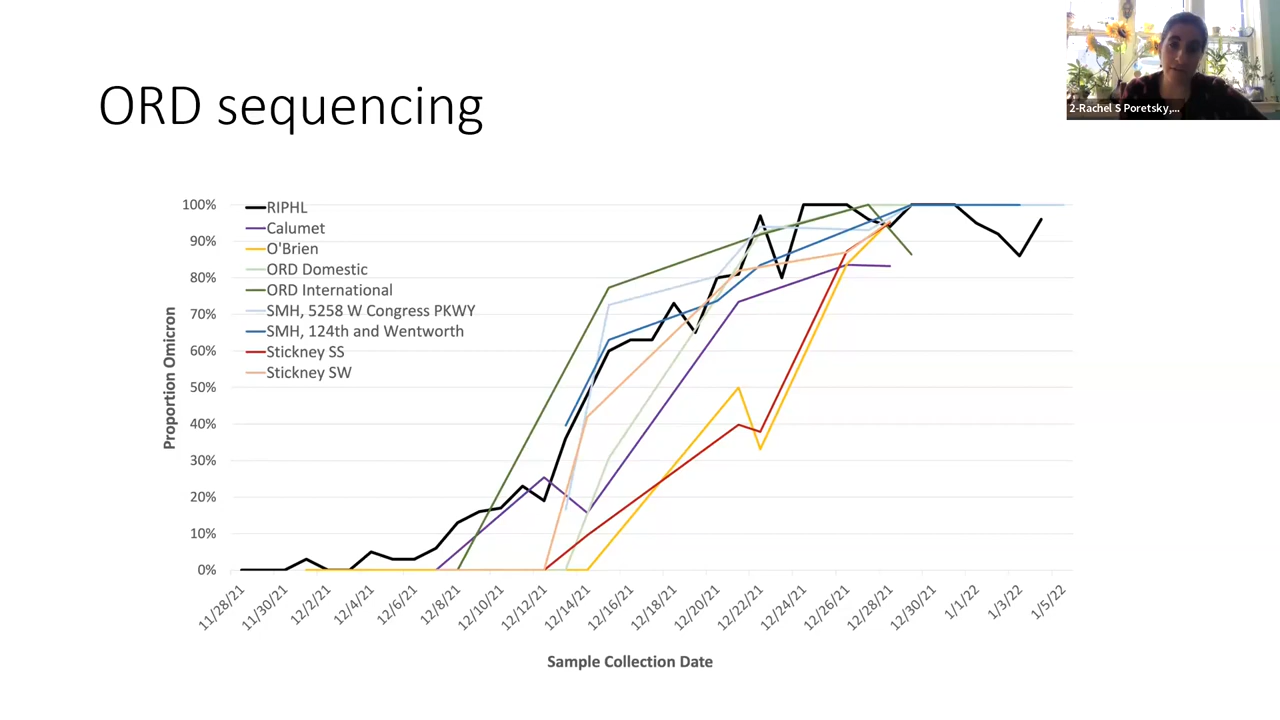 2-Rachel S Poretsky,...
ORD sequencing
Proportion Omicron
100%
90%
80%
70%
60%
50%
40%
30%
20%
10%
0%
RIPHL
Calumet
O'Brien
ORD Domestic
ORD International
SMH, 5258 W Congress PKWY
SMH, 124th and Wentworth
Stickney SS
Stickney SW
11/28/21
11/30/21
12/2/21
12/4/21
12/6/21
12/8/21
12/10/21
12/12/21
12/14/21
12/16/21
12/18/21
12/20/21
12/22/21
12/24/21
12/26/21
12/28/21
12/30/21
1/1/22
1/3/22
1/5/22
Sample Collection Date